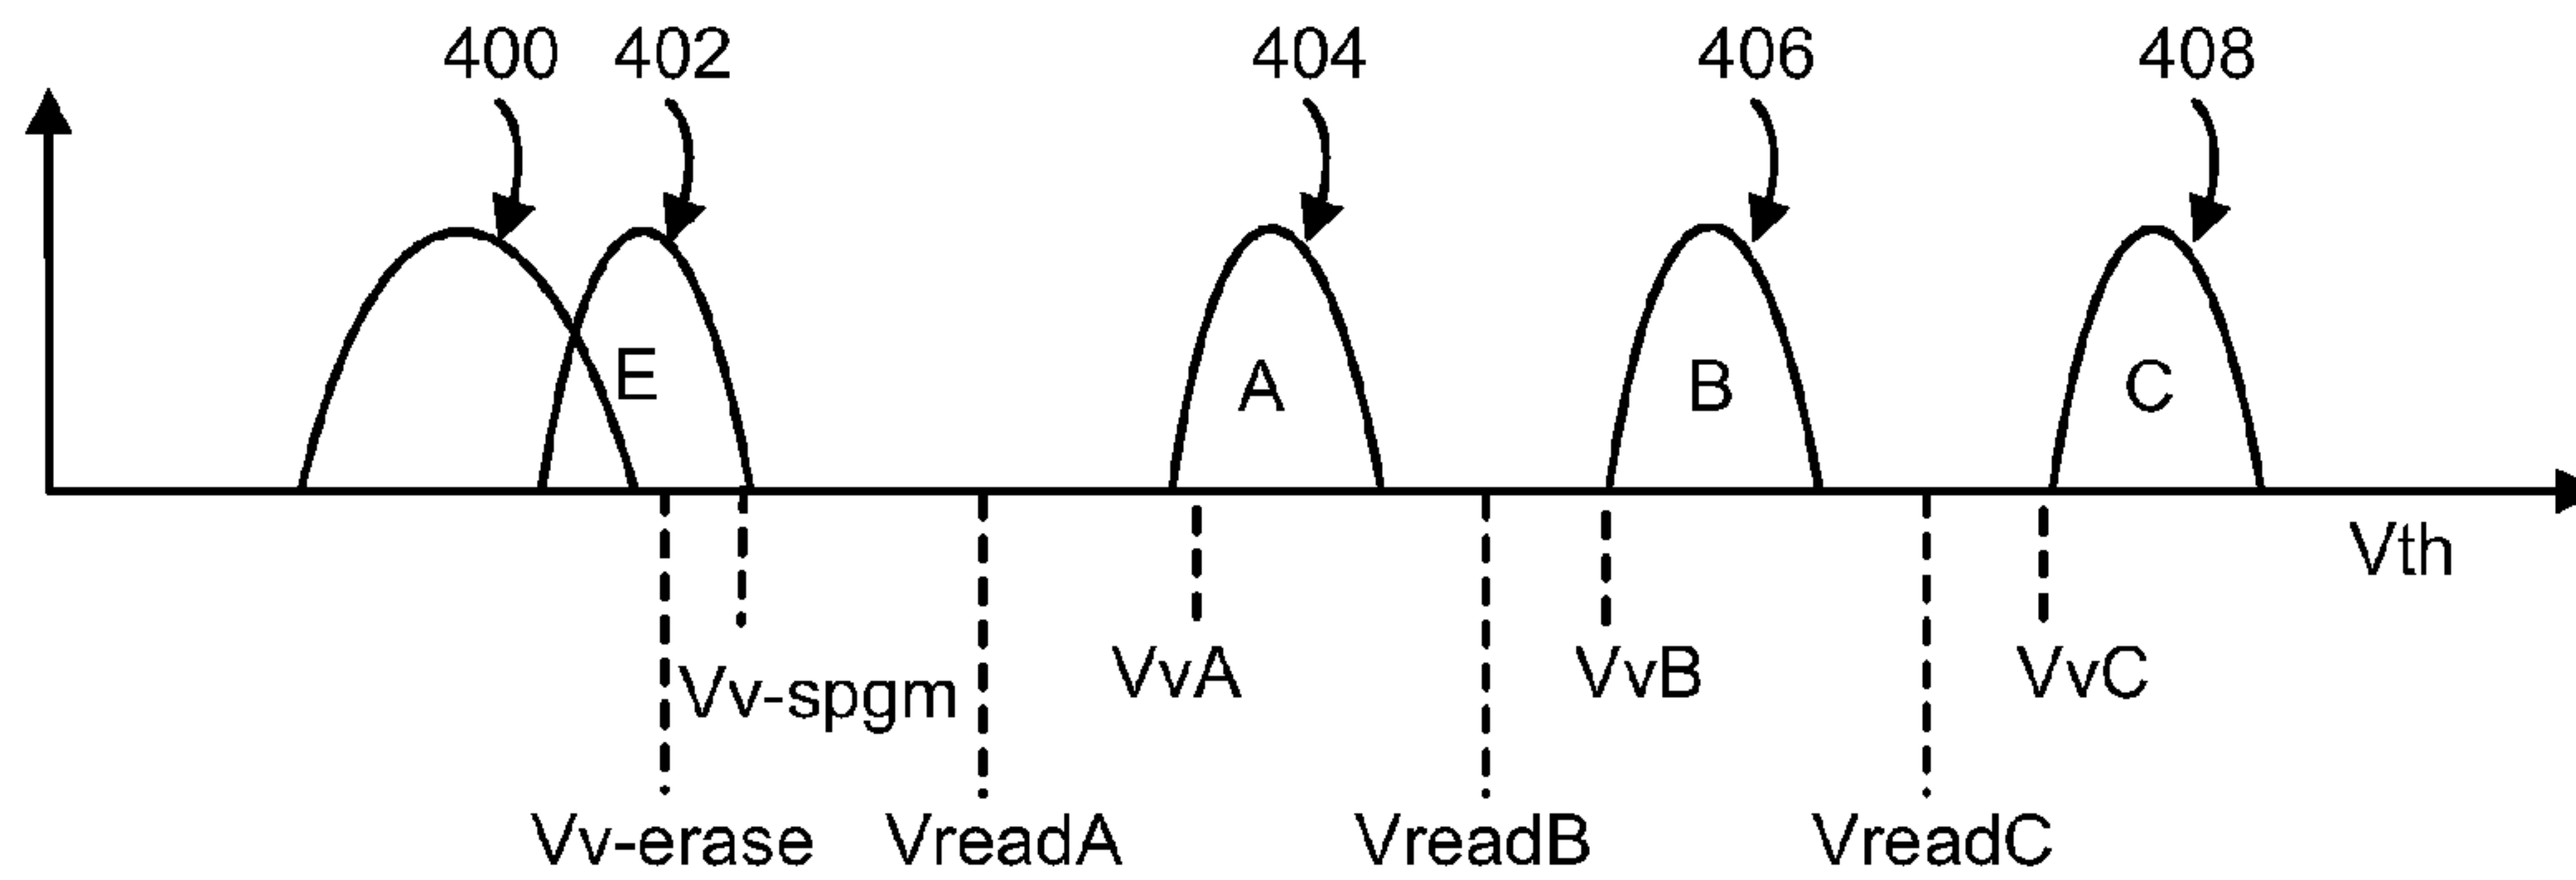 400 402 404 406 408
E A B C
Vth
Vv-spgm VvA VvB VvC
Vv-erase VreadA VreadB VreadC